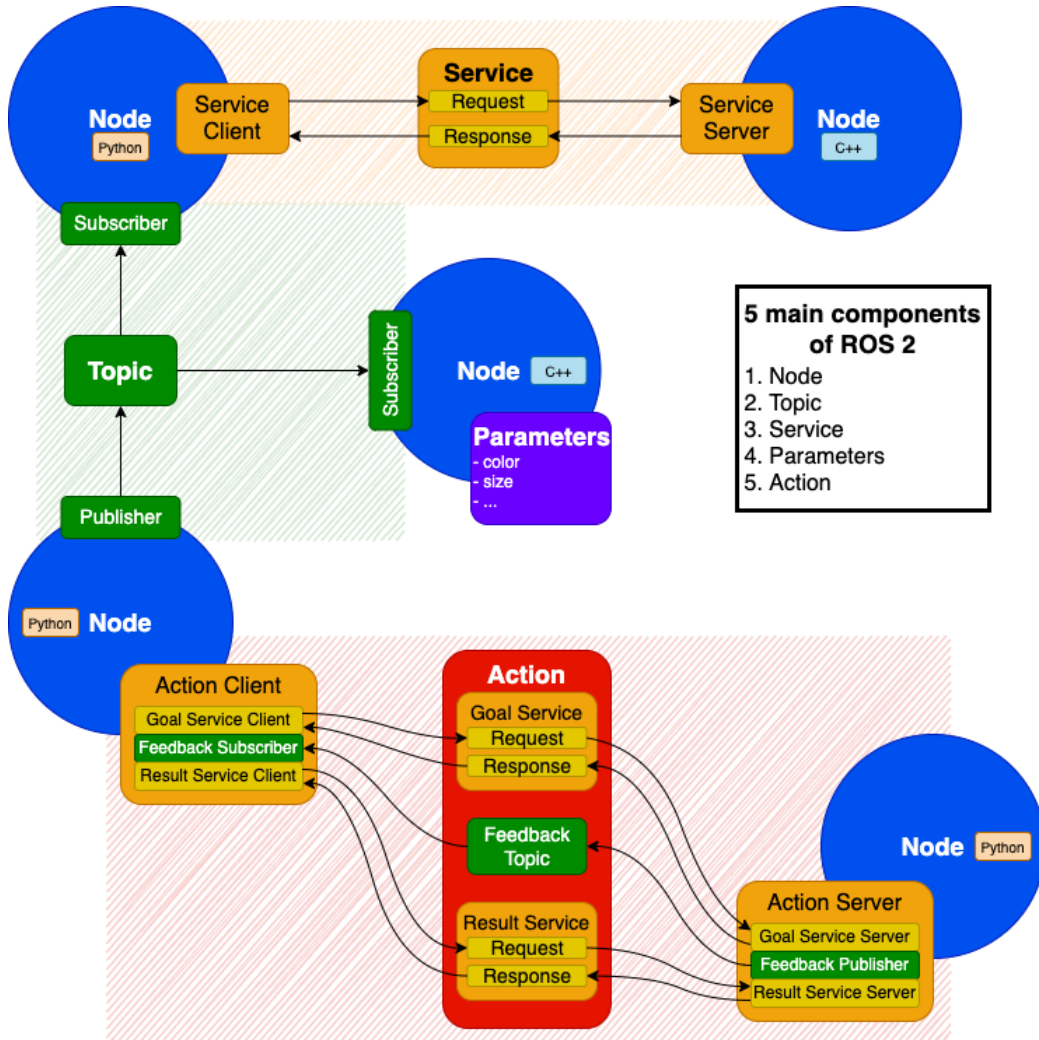 Service
Request
Response
Service
Client
Service
Server
Node
Python
Node
C++
Subscriber
Topic
Subscriber
Node
C++
Parameters
- color
- size
- ...
5 main components
of ROS 2
1. Node
2. Topic
3. Service
4. Parameters
5. Action
Publisher
Python
Node
Action Client
Goal Service Client
Feedback Subscriber
Result Service Client
Action
Goal Service
Request
Response
Feedback
Topic
Result Service
Request
Response
Node
Python
Action Server
Goal Service Server
Feedback Publisher
Result Service Server